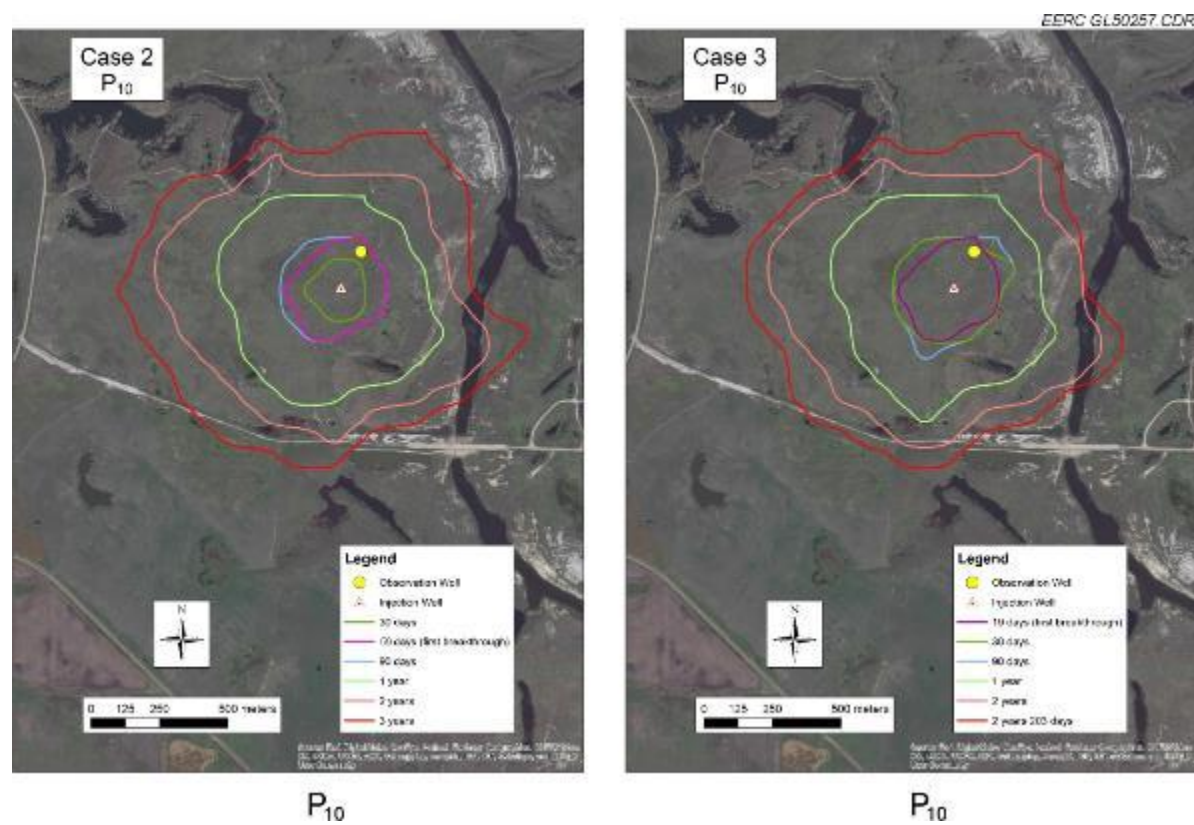 EERC GL50257.CDR
Case 2
P10
N
0 125 250 500 meters
Legend
Observation Well
Injection Well
30 days
days (first breakthrough)
90 days
1 year
2 years
3 years
P10
Case 3
P10
N
0 125 250 500 meters
Legend
Observation Well
Injection Well
days (first breakthrough)
30 days
90 days
1 year
2 years
2 years days
P10